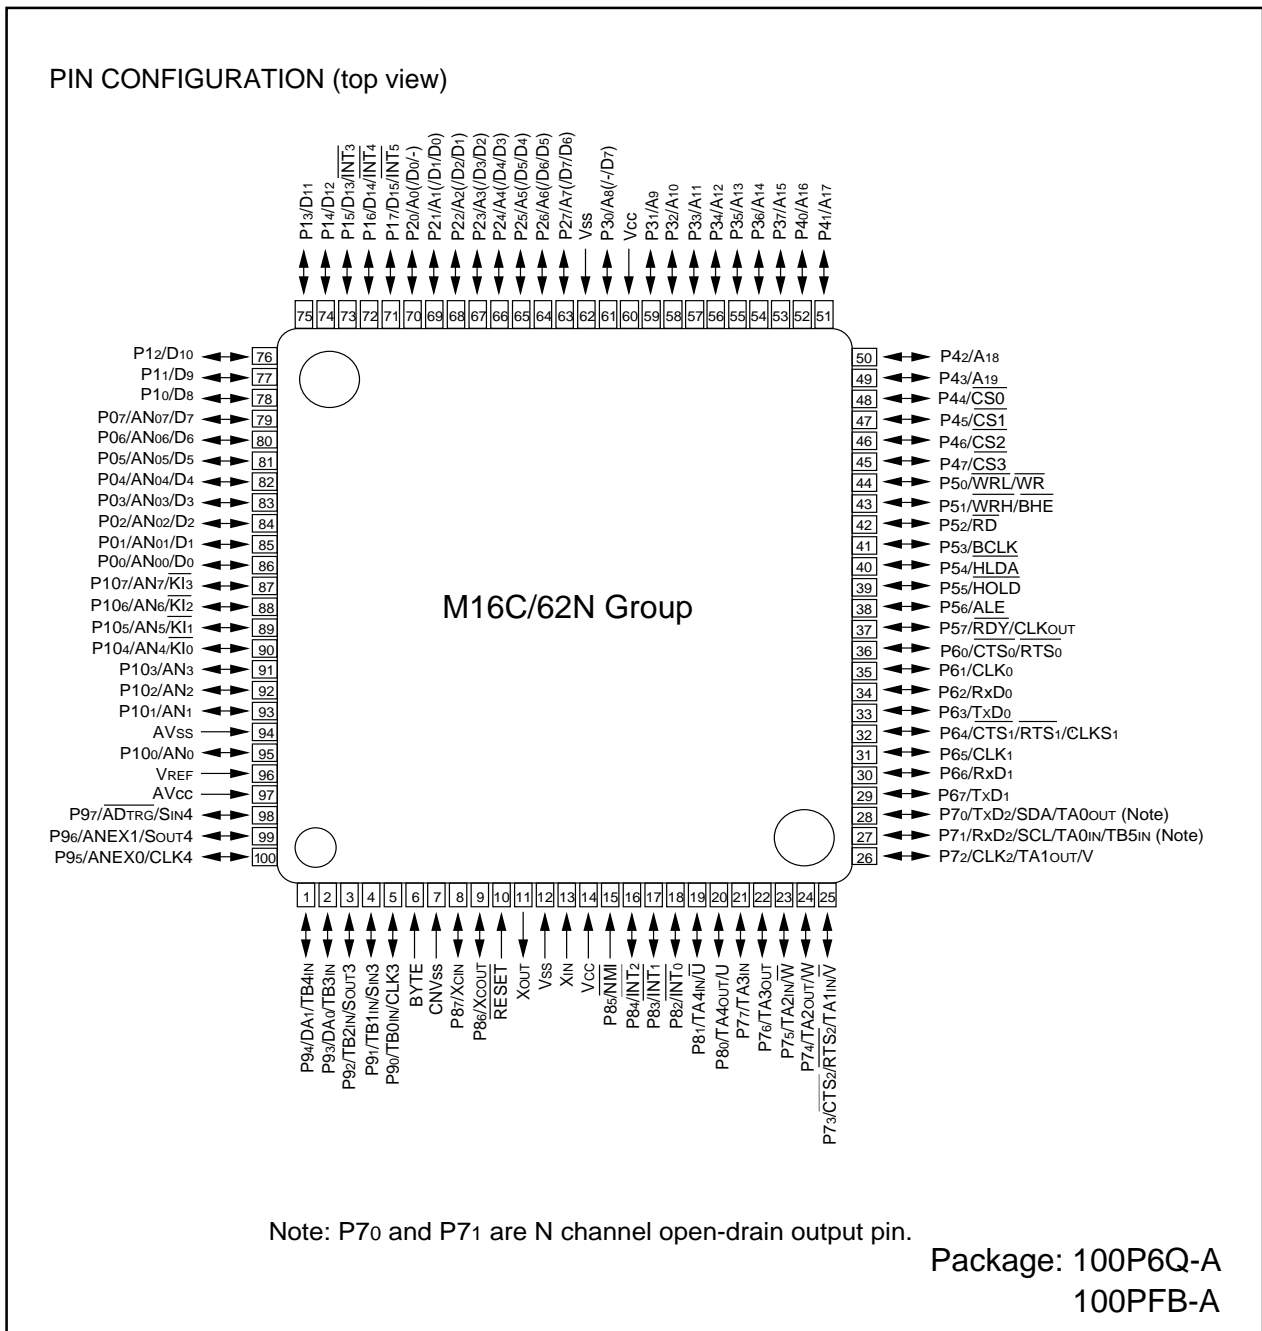 PIN CONFIGURATION (top view)
P13/D11
P14/D12
P15/D13/INT3
P16/D14/INT4
P17/D15/INT5
P20/A0(/D0/-)
P21/A1(/D1/D0)
P22/A2(/D2/D1)
P23/A3(/D3/D2)
P24/A4(/D4/D3)
P25/A5(/D5/D4)
P26/A6(/D6/D5)
P27/A7(/D7/D6)
Vss
P30/A8(/-/D7)
Vcc
P31/A9
P32/A10
P33/A11
P34/A12
P35/A13
P36/A14
P37/A15
P40/A16
P41/A17
75 74 73 72 71 70 69 68 67 66 65 64 63 62 61 60 59 58 57 56 55 54 53 52 51
P12/D10 76
P11/D9 77
P10/D8 78
P07/AN07/D7 79
P06/AN06/D6 80
P05/AN05/D5 81
P04/AN04/D4 82
P03/AN03/D3 83
P02/AN02/D2 84
P01/AN01/D1 85
P00/AN00/D0 86
P107/AN7/KI3 87
P106/AN6/KI2 88
P105/AN5/KI1 89
P104/AN4/KI0 90
P103/AN3 91
P102/AN2 92
P101/AN1 93
AVSS 94
P100/AN0 95
VREF 96
AVcc 97
P97/ADTRG/SIN4 98
P96/ANEX1/SOUT4 99
P95/ANEX0/CLK4 100
M16C/62N Group
50 P42/A18
49 P43/A19
48 P44/CS0
47 P45/CS1
46 P46/CS2
45 P47/CS3
44 P50/WRL/WR
43 P51/WRH/BHE
42 P52/RD
41 P53/BCLK
40 P54/HLDA
39 P55/HOLD
38 P56/ALE
37 P57/RDY/CLKOUT
36 P60/CTS0/RTS0
35 P61/CLK0
34 P62/RxD0
33 P63/TXD0
32 P64/CTS1/RTS1/CLKS1
31 P65/CLK1
30 P66/RxD1
29 P67/TXD1
28 P70/TXD2/SDA/TA0OUT (Note)
27 P71/RxD2/SCL/TA0IN/TB5IN (Note)
26 P72/CLK2/TA1OUT/V
1 2 3 4 5 6 7 8 9 10 11 12 13 14 15 16 17 18 19 20 21 22 23 24 25
P94/DA1/TB4IN
P93/DA0/TB3IN
P92/TB2IN/SOUT3
P91/TB1IN/SIN3
P90/TB0IN/CLK3
BYTE
CNVss
P87/XCIN
P86/XCOUT
RESET
XOUT
VSS
XIN
VCC
P85/NMI
P84/INT2
P83/INT1
P82/INT0
P81/TA4IN/U
P80/TA4OUT/U
P77/TA3IN
P76/TA3OUT
P75/TA2IN/W
P74/TA2OUT/W
P73/CTS2/RTS2/TA1IN/V
Note: P70 and P71 are N channel open-drain output pin.
Package: 100P6Q-A
100PFB-A